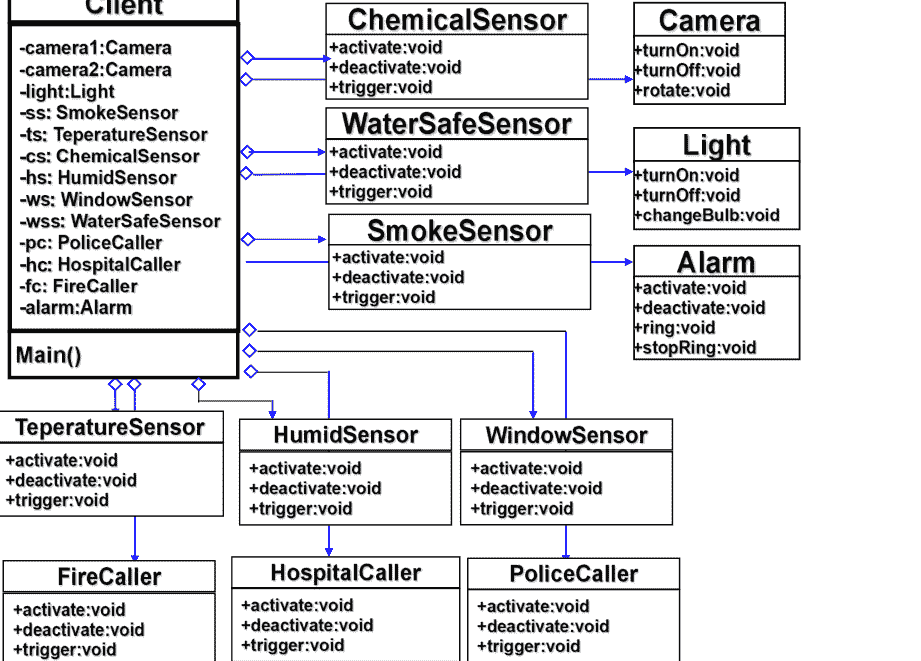 Client
-camera1:Camera
-camera2:Camera
-light:Light
-ss: SmokeSensor
-ts: TeperatureSensor
-cs: ChemicalSensor
-hs: HumidSensor
-ws: WindowSensor
-wss: WaterSafeSensor
-pc: PoliceCaller
-hc: HospitalCaller
-fc: FireCaller
-alarm:Alarm
Main()
ChemicalSensor
+activate:void
+deactivate:void
+trigger:void
Camera
+turnOn:void
+turnOff:void
+rotate:void
WaterSafeSensor
+activate:void
+deactivate:void
+trigger:void
Light
+turnOn:void
+turnOff:void
+changeBulb:void
SmokeSensor
+activate:void
+deactivate:void
+trigger:void
Alarm
+activate:void
+deactivate:void
+ring:void
+stopRing:void
TeperatureSensor
+activate:void
+deactivate:void
+trigger:void
HumidSensor
+activate:void
+deactivate:void
+trigger:void
WindowSensor
+activate:void
+deactivate:void
+trigger:void
FireCaller
+activate:void
+deactivate:void
+trigger:void
HospitalCaller
+activate:void
+deactivate:void
+trigger:void
PoliceCaller
+activate:void
+deactivate:void
+trigger:void